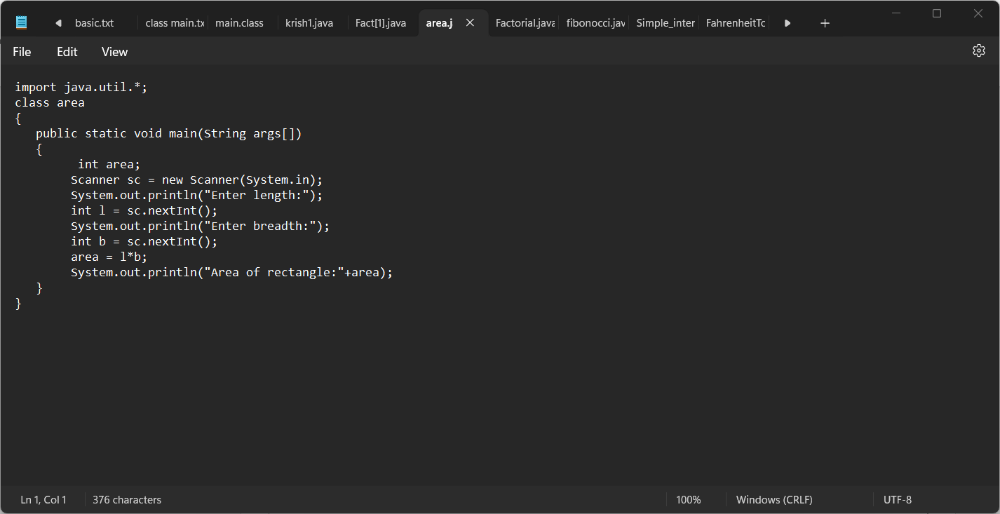 basic.txt class main.tx main.class krish1.java Fact[1].java area.j Factorial.java fibonocci.jav Simple_inter FahrenheitTc
File Edit View
import java.util.*;
class area
{
public static void main(String args[])
{
int area;
Scanner sc = new Scanner(System.in);
System.out.println("Enter length:");
int l = sc.nextInt();
System.out.println("Enter breadth:");
int b = sc.nextInt();
area = l*b;
System.out.println("Area of rectangle:"+area);
}
}
Ln 1, Col 1 376 characters 100% Windows (CRLF) UTF-8